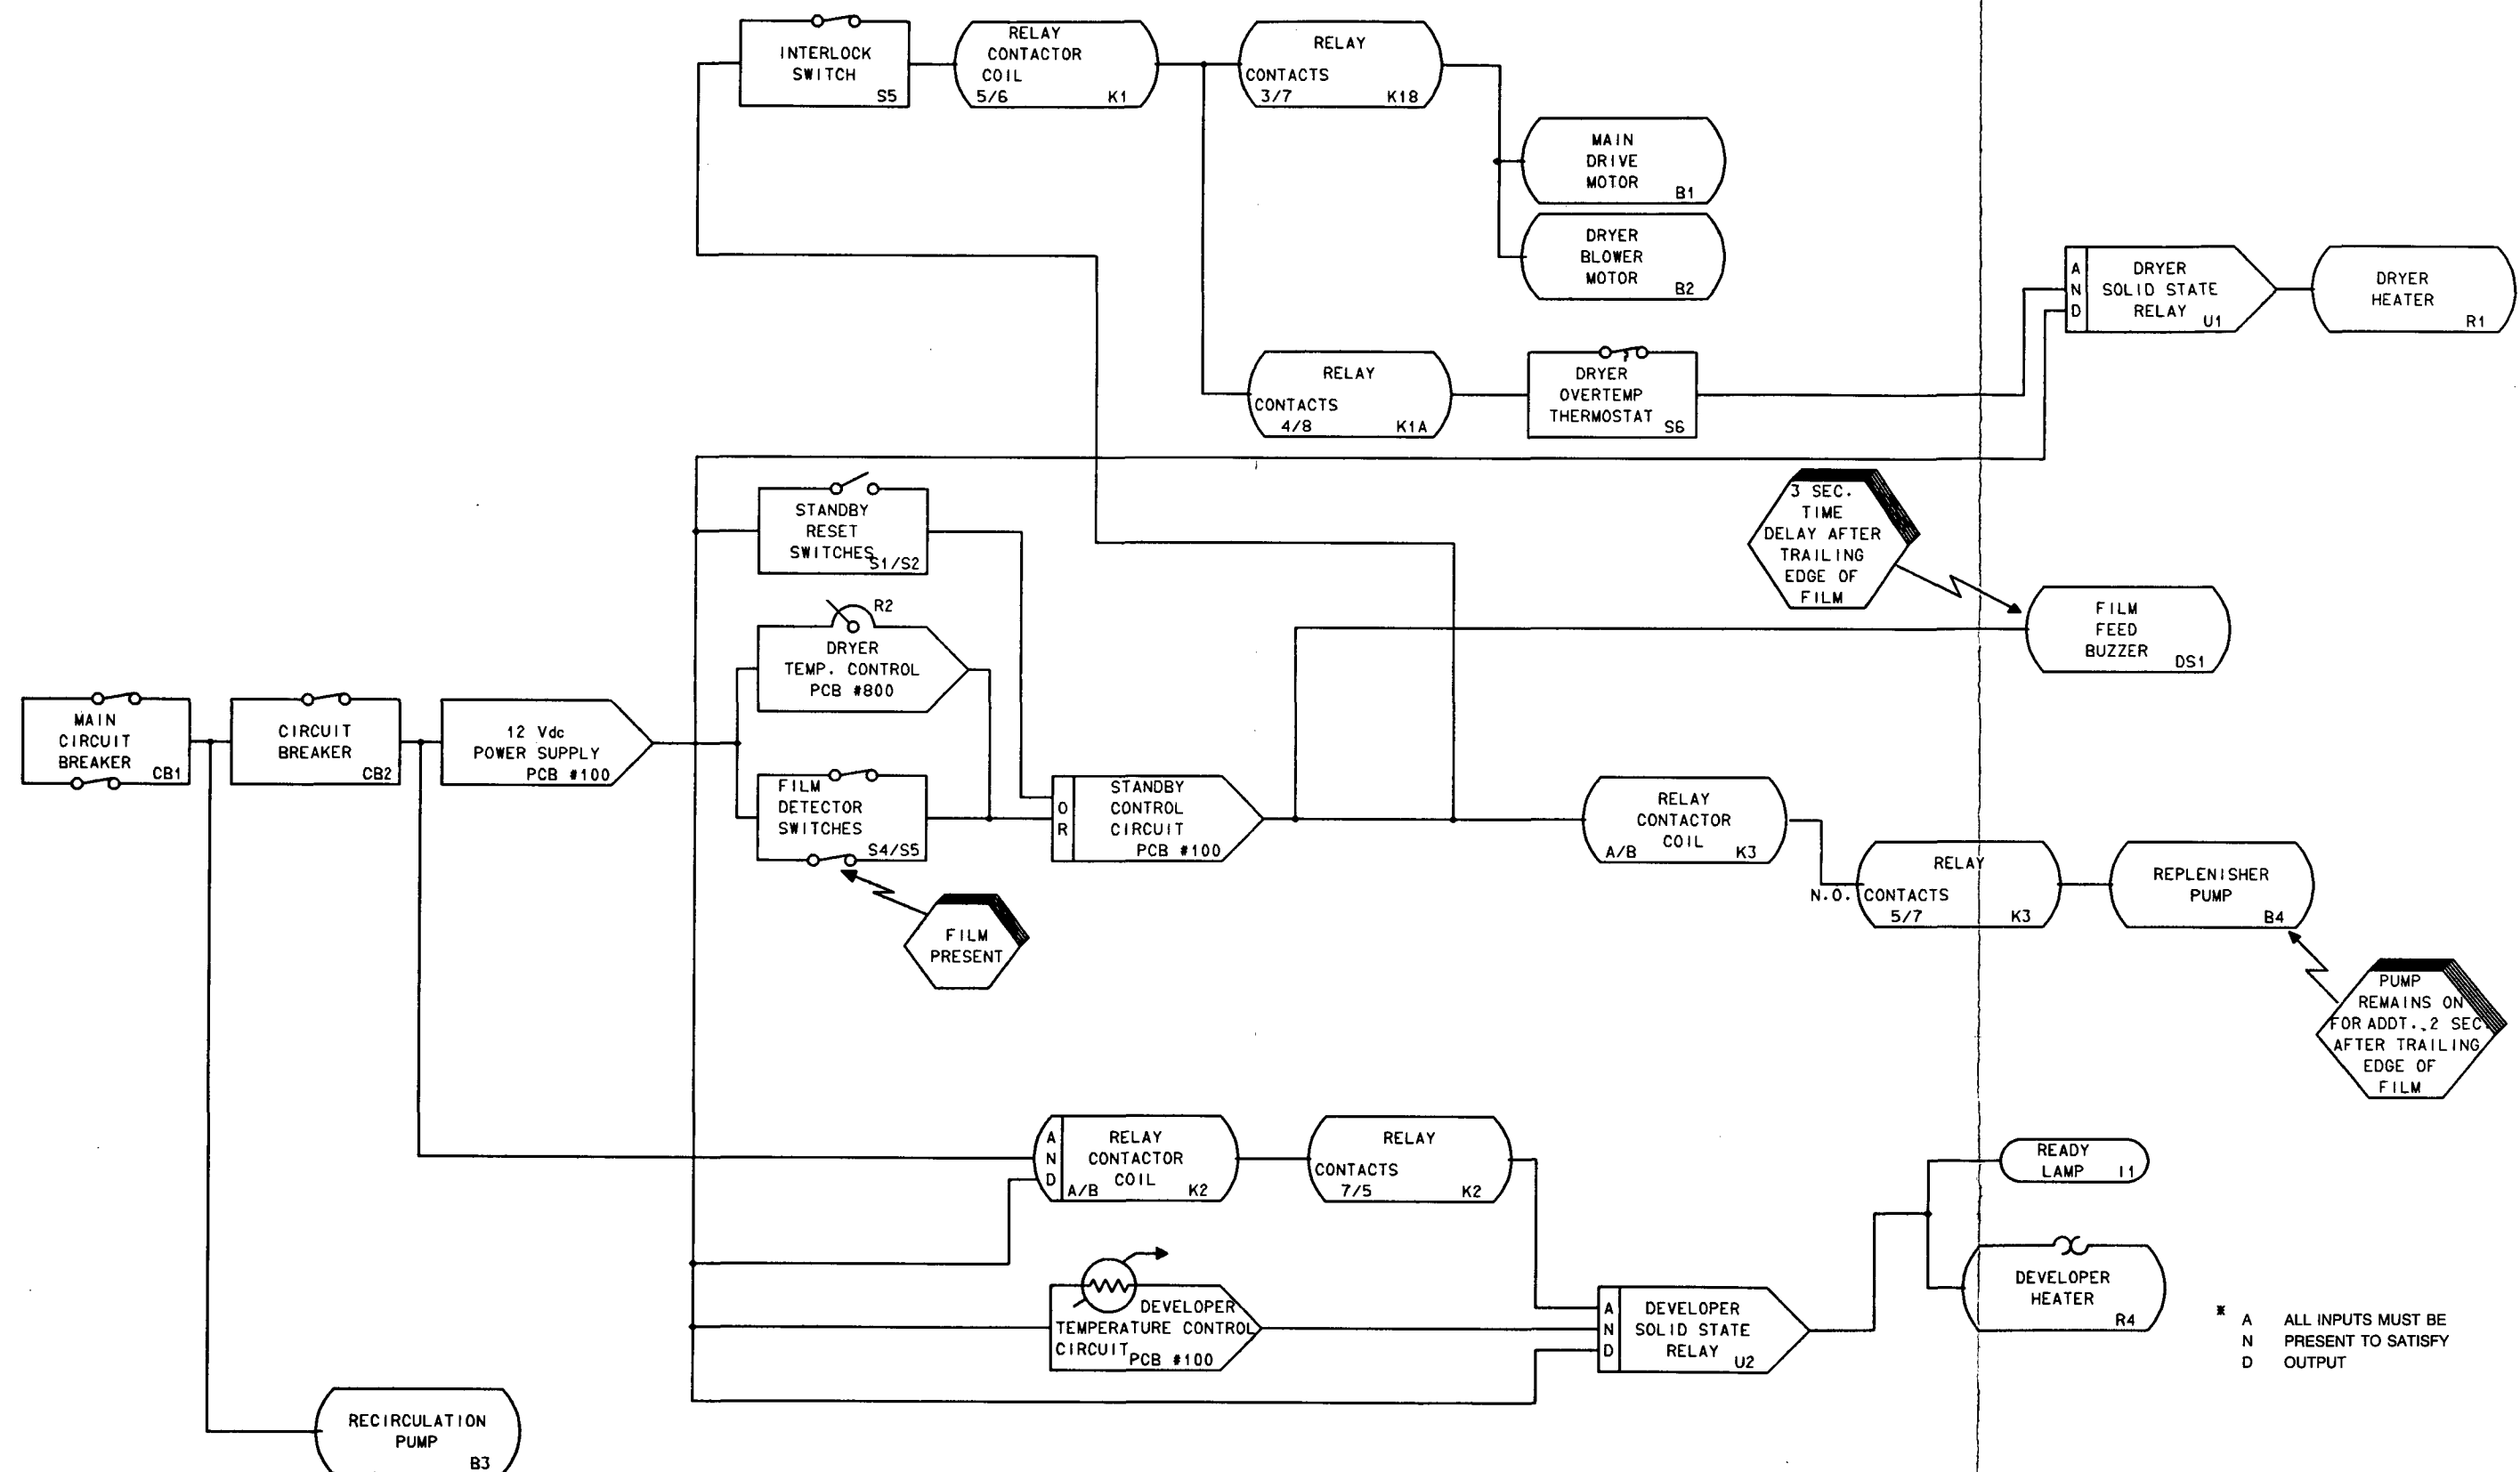 INTERLOCK
SWITCH
S5
RELAY
CONTACTOR
COIL
5/6 K1
RELAY
CONTACTS
3/7 K18
MAIN
DRIVE
MOTOR
B1
DRYER
BLOWER
MOTOR
B2
A
N
D
DRYER
SOLID STATE
RELAY
U1
DRYER
HEATER
R1
RELAY
CONTACTS
4/8 K1A
DRYER
OVERTEMP
THERMOSTAT
S6
STANDBY
RESET
SWITCHES
S1/S2
3 SEC.
TIME
DELAY AFTER
TRAILING
EDGE OF
FILM
R2
DRYER
TEMP. CONTROL
PCB #800
FILM
FEED
BUZZER
DS1
MAIN
CIRCUIT
BREAKER
CB1
CIRCUIT
BREAKER
CB2
12 Vdc
POWER SUPPLY
PCB #100
FILM
DETECTOR
SWITCHES
S4/S5
O
R
STANDBY
CONTROL
CIRCUIT
PCB #100
RELAY
CONTACTOR
COIL
A/B K3
N.O.
RELAY
CONTACTS
5/7 K3
REPLENISHER
PUMP
B4
FILM
PRESENT
PUMP
REMAINS ON
FOR ADDT. 2 SEC.
AFTER TRAILING
EDGE OF
FILM
A
N
D
RELAY
CONTACTOR
COIL
A/B K2
RELAY
CONTACTS
7/5 K2
READY
LAMP I1
DEVELOPER
TEMPERATURE CONTROL
CIRCUIT
PCB #100
A
N
D
DEVELOPER
SOLID STATE
RELAY
U2
DEVELOPER
HEATER
R4
*
A ALL INPUTS MUST BE
N PRESENT TO SATISFY
D OUTPUT
RECIRCULATION
PUMP
B3